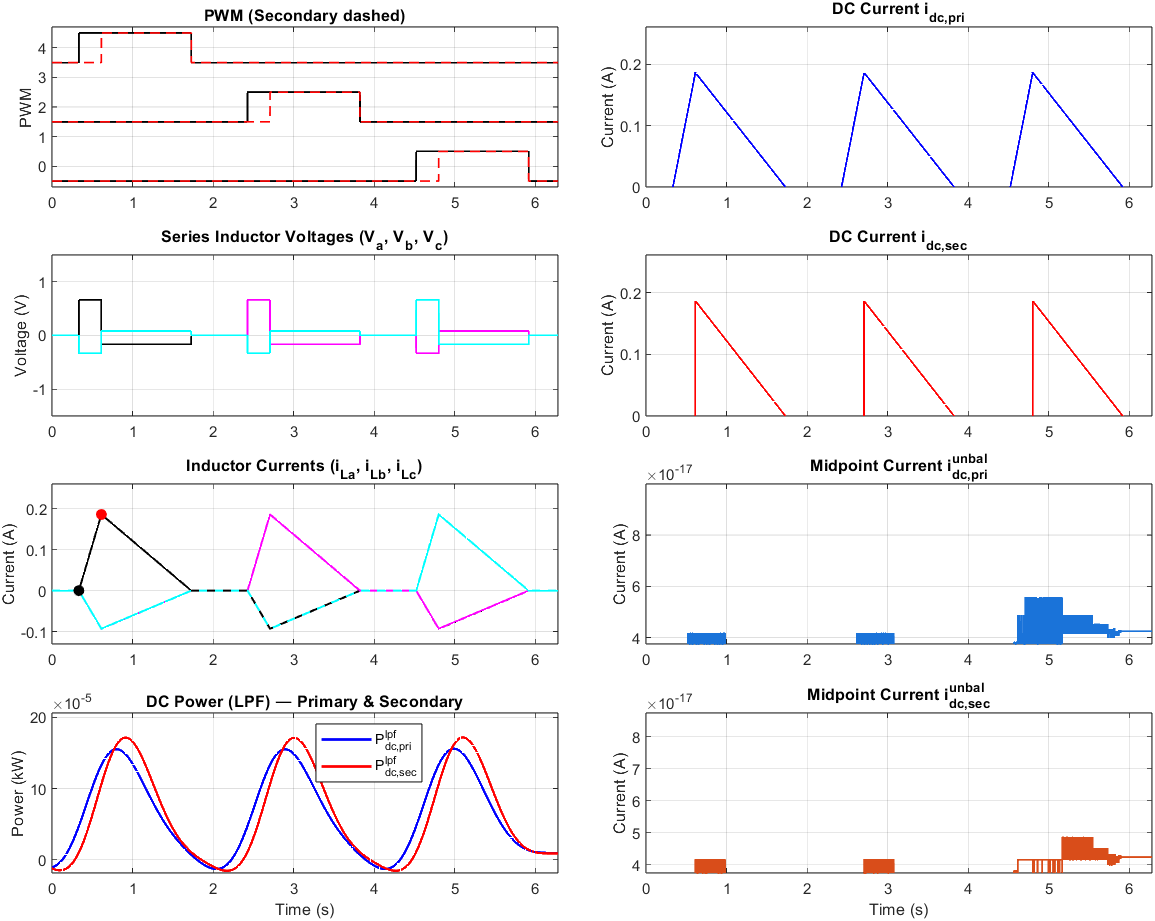 PWM (Secondary dashed)
PWM
4
3
2
1
0
0 1 2 3 4 5 6
DC Current i_dc,pri
Current (A)
0.2
0.1
0
0 1 2 3 4 5 6
Series Inductor Voltages (V_a, V_b, V_c)
Voltage (V)
1
0
-1
0 1 2 3 4 5 6
DC Current i_dc,sec
Current (A)
0.2
0.1
0
0 1 2 3 4 5 6
Inductor Currents (i_La, i_Lb, i_Lc)
Current (A)
0.2
0.1
0
-0.1
0 1 2 3 4 5 6
Midpoint Current i^unbal_dc,pri
×10^-17
Current (A)
8
6
4
0 1 2 3 4 5 6
DC Power (LPF) — Primary & Secondary
×10^-5
Power (kW)
20
10
0
P^lpf_dc,pri
P^lpf_dc,sec
0 1 2 3 4 5 6
Time (s)
Midpoint Current i^unbal_dc,sec
×10^-17
Current (A)
8
7
6
5
4
0 1 2 3 4 5 6
Time (s)